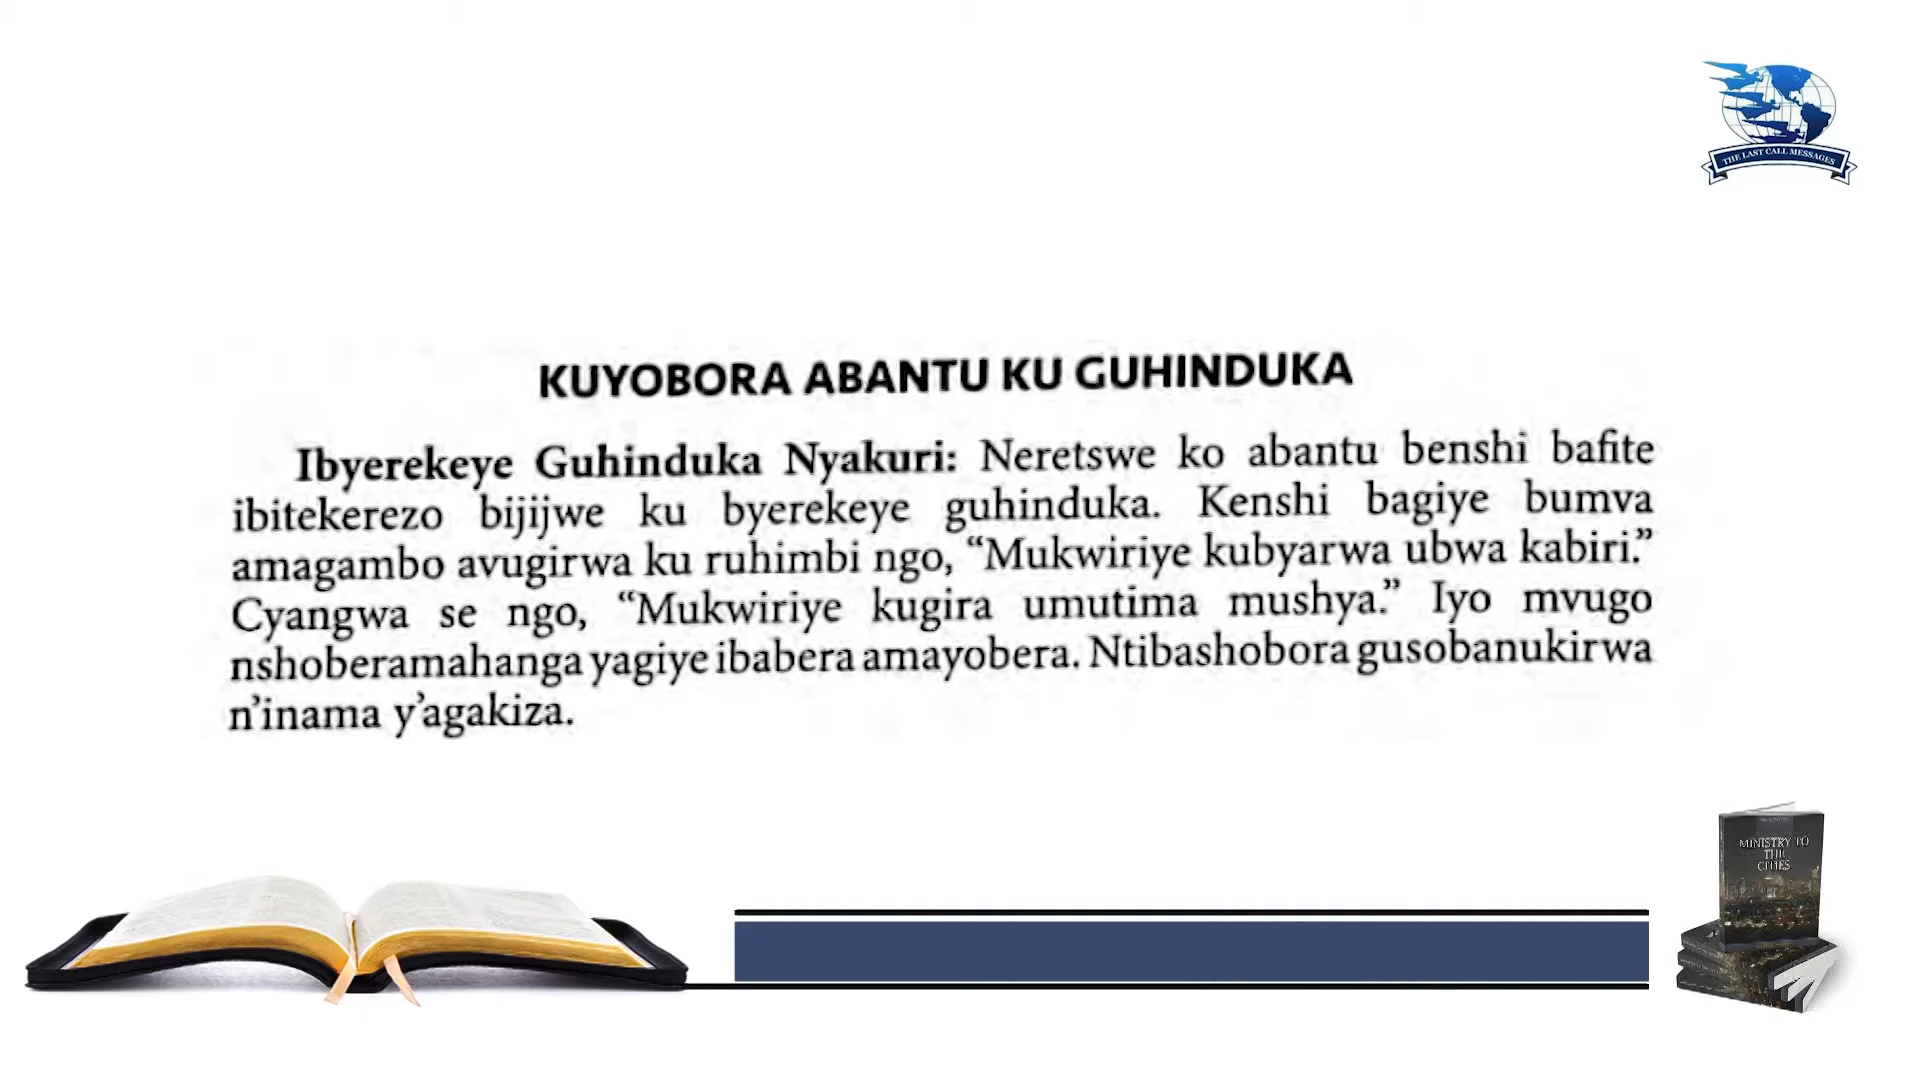 THE LAST CALL MESSAGES
KUYOBORA ABANTU KU GUHINDUKA
Ibyerekeye Guhinduka Nyakuri: Neretswe ko abantu benshi bafite
ibitekerezo bijijwe ku byerekeye guhinduka. Kenshi bagiye bumva
amagambo avugirwa ku ruhimbi ngo, “Mukwiriye kubyarwa ubwa kabiri.”
Cyangwa se ngo, “Mukwiriye kugira umutima mushya.” Iyo mvugo
nshoberamahanga yagiye ibabera amayobera. Ntibashobora gusobanukirwa
n’inama y’agakiza.
MINISTRY TO
THE
CITIES